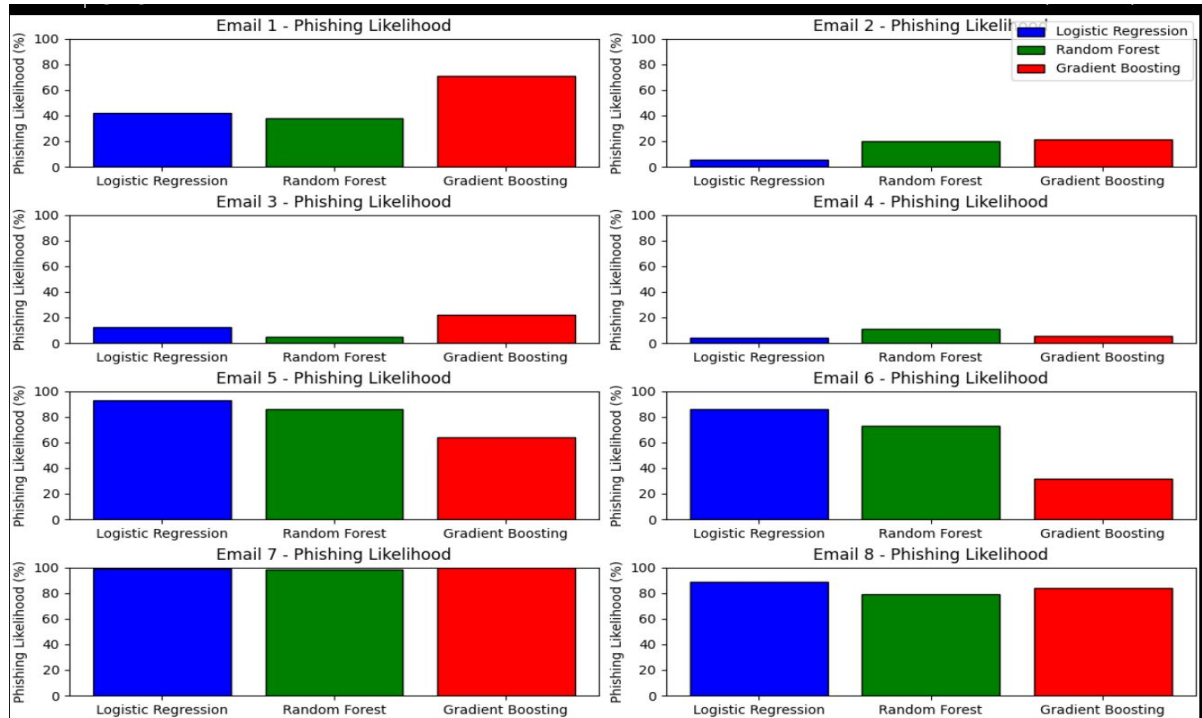 Email 1 - Phishing Likelihood
Phishing Likelihood (%)
100
80
60
40
20
0
Logistic Regression
Random Forest
Gradient Boosting
Email 2 - Phishing Likelihood
Logistic Regression
Random Forest
Gradient Boosting
Phishing Likelihood (%)
100
80
60
40
20
0
Logistic Regression
Random Forest
Gradient Boosting
Email 3 - Phishing Likelihood
Phishing Likelihood (%)
100
80
60
40
20
0
Logistic Regression
Random Forest
Gradient Boosting
Email 4 - Phishing Likelihood
Phishing Likelihood (%)
100
80
60
40
20
0
Logistic Regression
Random Forest
Gradient Boosting
Email 5 - Phishing Likelihood
Phishing Likelihood (%)
100
80
60
40
20
0
Logistic Regression
Random Forest
Gradient Boosting
Email 6 - Phishing Likelihood
Phishing Likelihood (%)
100
80
60
40
20
0
Logistic Regression
Random Forest
Gradient Boosting
Email 7 - Phishing Likelihood
Phishing Likelihood (%)
100
80
60
40
20
0
Logistic Regression
Random Forest
Gradient Boosting
Email 8 - Phishing Likelihood
Phishing Likelihood (%)
100
80
60
40
20
0
Logistic Regression
Random Forest
Gradient Boosting